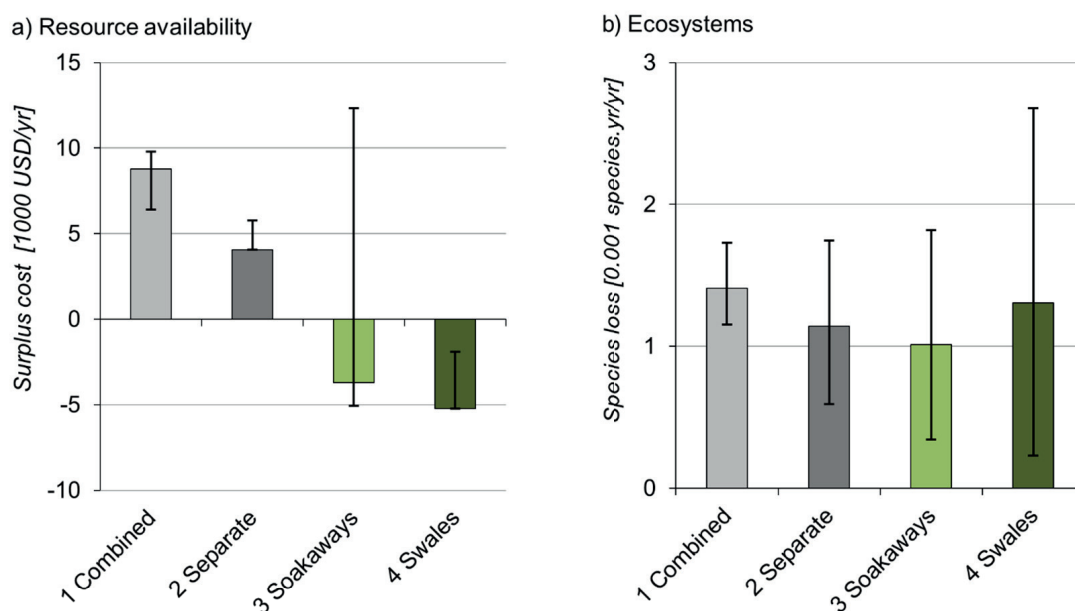 a) Resource availability
Surplus cost [1000 USD/yr]
15
10
5
0
-5
-10
1 Combined
2 Separate
3 Soakaways
4 Swales
b) Ecosystems
Species loss [0.001 species.yr/yr]
3
2
1
0
1 Combined
2 Separate
3 Soakaways
4 Swales